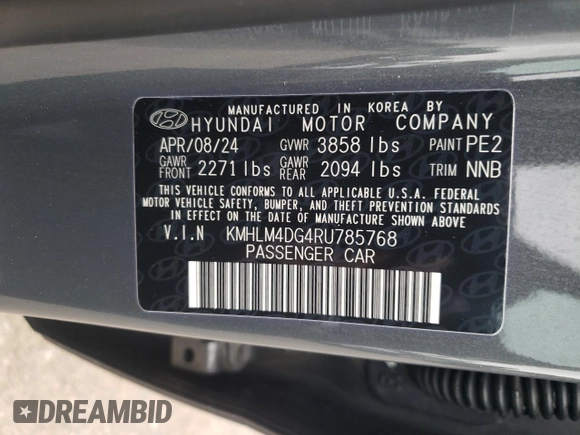 MANUFACTURED IN KOREA BY
HYUNDAI MOTOR COMPANY
APR/08/24 GVWR 3858 lbs PAINT PE2
GAWR FRONT 2271 lbs GAWR REAR 2094 lbs TRIM NNB
THIS VEHICLE CONFORMS TO ALL APPLICABLE U.S.A. FEDERAL
MOTOR VEHICLE SAFETY, BUMPER, AND THEFT PREVENTION STANDARDS
IN EFFECT ON THE DATE OF MANUFACTURE SHOWN ABOVE
V.I.N KMHLM4DG4RU785768
PASSENGER CAR
DREAMBID